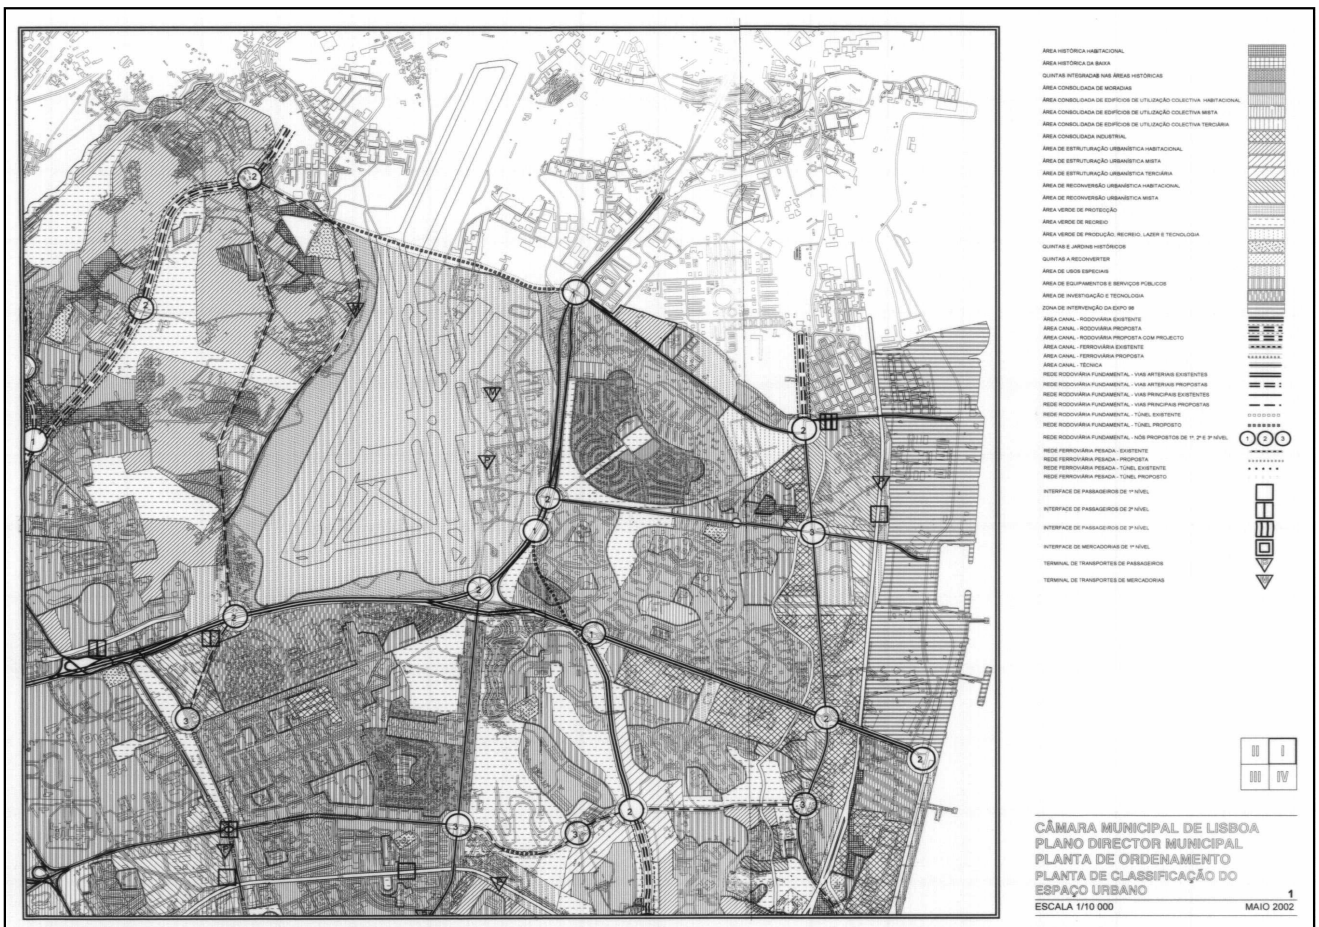 ÁREA HISTÓRICA HABITACIONAL
ÁREA HISTÓRICA DA BAIXA
QUINTAS INTEGRADAS NAS ÁREAS HISTÓRICAS
ÁREA CONSOLIDADA DE MORADIAS
ÁREA CONSOLIDADA DE EDIFÍCIOS DE UTILIZAÇÃO COLECTIVA HABITACIONAL
ÁREA CONSOLIDADA DE EDIFÍCIOS DE UTILIZAÇÃO COLECTIVA MISTA
ÁREA CONSOLIDADA DE EDIFÍCIOS DE UTILIZAÇÃO COLECTIVA TERCIÁRIA
ÁREA CONSOLIDADA INDUSTRIAL
ÁREA DE ESTRUTURAÇÃO URBANÍSTICA HABITACIONAL
ÁREA DE ESTRUTURAÇÃO URBANÍSTICA MISTA
ÁREA DE ESTRUTURAÇÃO URBANÍSTICA TERCIÁRIA
ÁREA DE RECONVERSÃO URBANÍSTICA HABITACIONAL
ÁREA DE RECONVERSÃO URBANÍSTICA MISTA
ÁREA VERDE DE PROTECÇÃO
ÁREA VERDE DE RECREIO
ÁREA VERDE DE PRODUÇÃO, RECREIO, LAZER E TECNOLOGIA
QUINTAS E JARDINS HISTÓRICOS
QUINTAS A RECONVERTER
ÁREA DE USOS ESPECIAIS
ÁREA DE EQUIPAMENTOS E SERVIÇOS PÚBLICOS
ÁREA DE INVESTIGAÇÃO E TECNOLOGIA
ZONA DE INTERVENÇÃO DA EXPO 98
ÁREA CANAL - RODOVIÁRIA EXISTENTE
ÁREA CANAL - RODOVIÁRIA PROPOSTA
ÁREA CANAL - RODOVIÁRIA PROPOSTA COM PROJECTO
ÁREA CANAL - FERROVIÁRIA EXISTENTE
ÁREA CANAL - FERROVIÁRIA PROPOSTA
ÁREA CANAL - TÉCNICA
REDE RODOVIÁRIA FUNDAMENTAL - VIAS ARTERIAIS EXISTENTES
REDE RODOVIÁRIA FUNDAMENTAL - VIAS ARTERIAIS PROPOSTAS
REDE RODOVIÁRIA FUNDAMENTAL - VIAS PRINCIPAIS EXISTENTES
REDE RODOVIÁRIA FUNDAMENTAL - VIAS PRINCIPAIS PROPOSTAS
REDE RODOVIÁRIA FUNDAMENTAL - TÚNEL EXISTENTE
REDE RODOVIÁRIA FUNDAMENTAL - TÚNEL PROPOSTO
REDE RODOVIÁRIA FUNDAMENTAL - NÓS PROPOSTOS DE 1º, 2º E 3º NÍVEL 1 2 3
REDE FERROVIÁRIA PESADA - EXISTENTE
REDE FERROVIÁRIA PESADA - PROPOSTA
REDE FERROVIÁRIA PESADA - TÚNEL EXISTENTE
REDE FERROVIÁRIA PESADA - TÚNEL PROPOSTO
INTERFACE DE PASSAGEIROS DE 1º NÍVEL
INTERFACE DE PASSAGEIROS DE 2º NÍVEL
INTERFACE DE PASSAGEIROS DE 3º NÍVEL
INTERFACE DE MERCADORIAS DE 1º NÍVEL
TERMINAL DE TRANSPORTES DE PASSAGEIROS
TERMINAL DE TRANSPORTES DE MERCADORIAS
II I
III IV
CÂMARA MUNICIPAL DE LISBOA
PLANO DIRECTOR MUNICIPAL
PLANTA DE ORDENAMENTO
PLANTA DE CLASSIFICAÇÃO DO
ESPAÇO URBANO 1
ESCALA 1/10 000 MAIO 2002